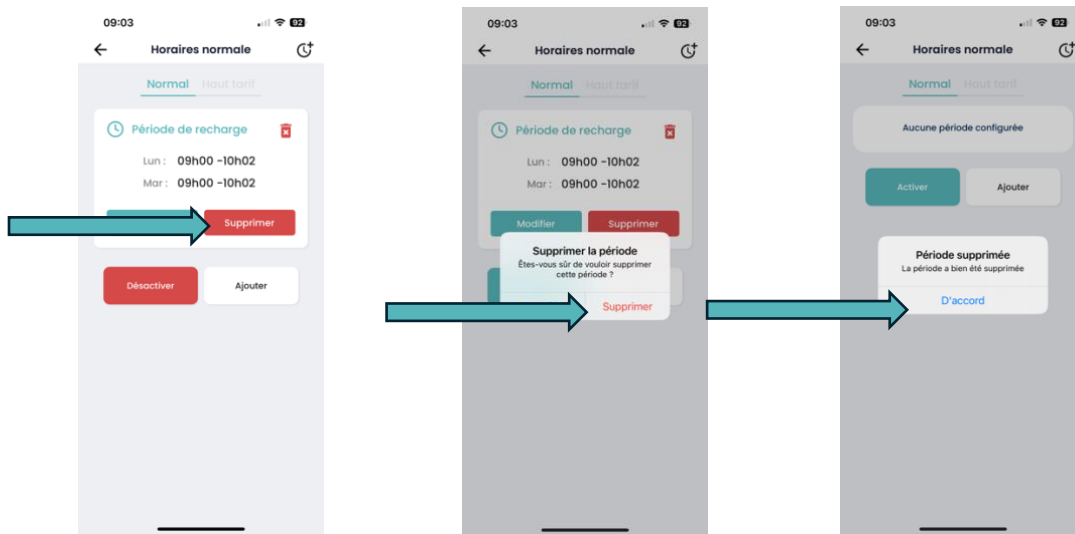 09:03
92
Horaires normale
Normal Haut tarif
Période de recharge
Lun : 09h00 -10h02
Mar : 09h00 -10h02
Supprimer
Désactiver Ajouter
09:03
92
Horaires normale
Normal Haut tarif
Période de recharge
Lun : 09h00 -10h02
Mar : 09h00 -10h02
Modifier Supprimer
Supprimer la période
Êtes-vous sûr de vouloir supprimer
cette période ?
Supprimer
09:03
92
Horaires normale
Normal Haut tarif
Aucune période configurée
Activer Ajouter
Période supprimée
La période a bien été supprimée
D'accord